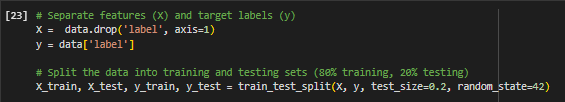 [23] # Separate features (X) and target labels (y)
X =  data.drop('label', axis=1)
y = data['label']
# Split the data into training and testing sets (80% training, 20% testing)
X_train, X_test, y_train, y_test = train_test_split(X, y, test_size=0.2, random_state=42)